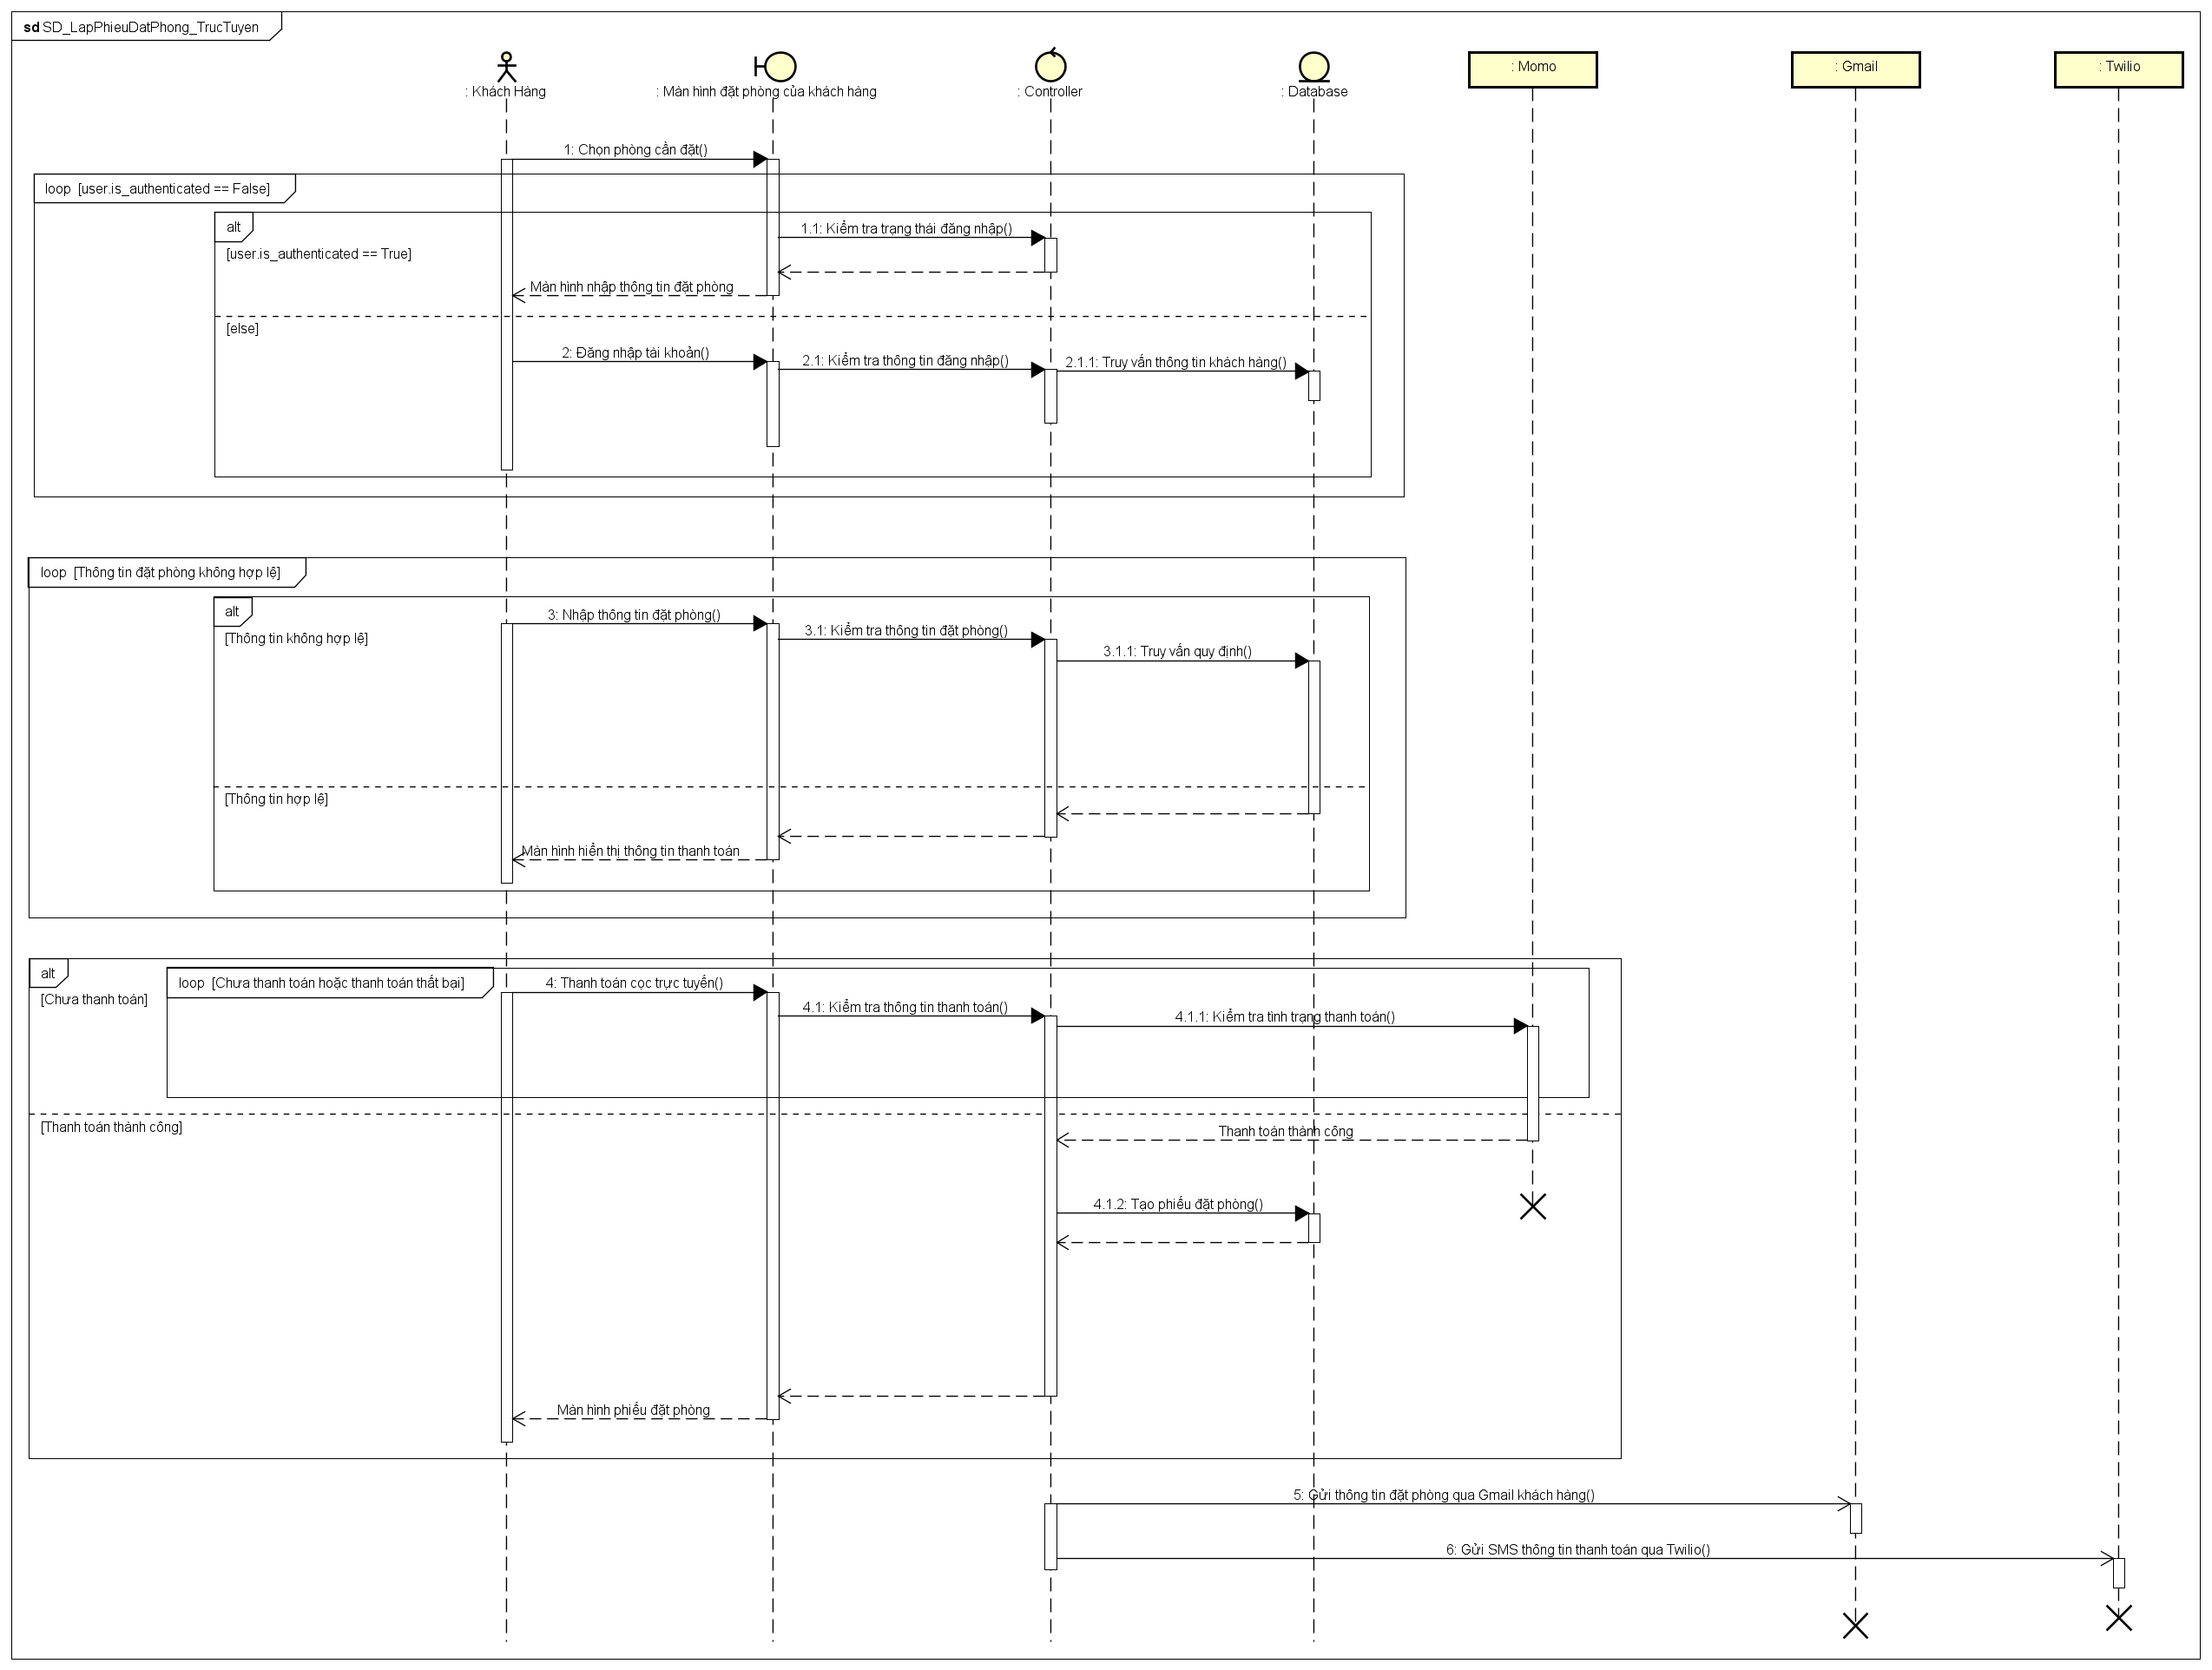 sd SD_LapPhieuDatPhong_TrucTuyen
: Khách Hàng
: Màn hình đặt phòng của khách hàng
: Controller
: Database
: Momo
: Gmail
: Twilio
1: Chọn phòng cần đặt()
loop [user.is_authenticated == False]
alt
[user.is_authenticated == True]
1.1: Kiểm tra trạng thái đăng nhập()
Màn hình nhập thông tin đặt phòng
[else]
2: Đăng nhập tài khoản()
2.1: Kiểm tra thông tin đăng nhập()
2.1.1: Truy vấn thông tin khách hàng()
loop [Thông tin đặt phòng không hợp lệ]
alt
[Thông tin không hợp lệ]
3: Nhập thông tin đặt phòng()
3.1: Kiểm tra thông tin đặt phòng()
3.1.1: Truy vấn quy định()
[Thông tin hợp lệ]
Màn hình hiển thị thông tin thanh toán
alt
[Chưa thanh toán]
loop [Chưa thanh toán hoặc thanh toán thất bại]
4: Thanh toán cọc trực tuyến()
4.1: Kiểm tra thông tin thanh toán()
4.1.1: Kiểm tra tình trạng thanh toán()
[Thanh toán thành công]
Thanh toán thành công
4.1.2: Tạo phiếu đặt phòng()
Màn hình phiếu đặt phòng
5: Gửi thông tin đặt phòng qua Gmail khách hàng()
6: Gửi SMS thông tin thanh toán qua Twilio()